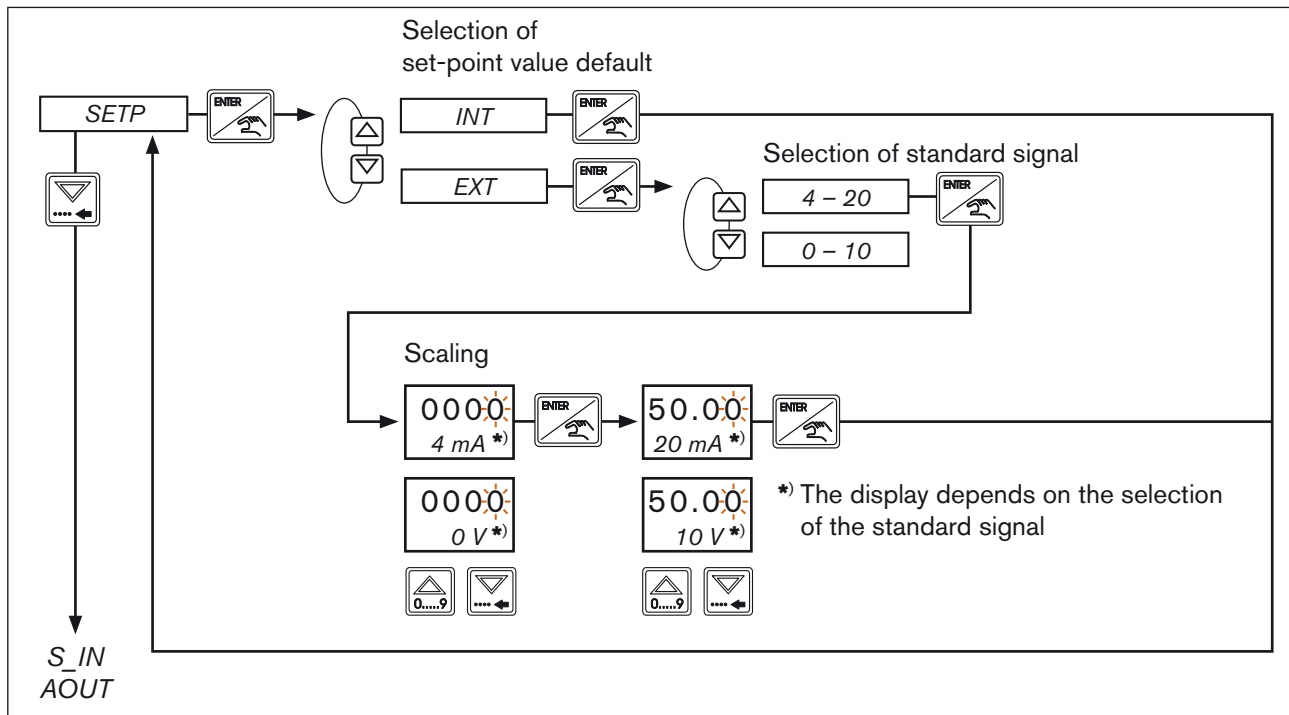 Selection of
set-point value default
SETP
ENTER
INT
ENTER
EXT
ENTER
Selection of standard signal
4 – 20
ENTER
0 – 10
Scaling
0000
4 mA *)
ENTER
50.00
20 mA *)
ENTER
0000
0 V *)
50.00
10 V *)
*) The display depends on the selection
of the standard signal
0.....9
0.....9
S_IN
AOUT